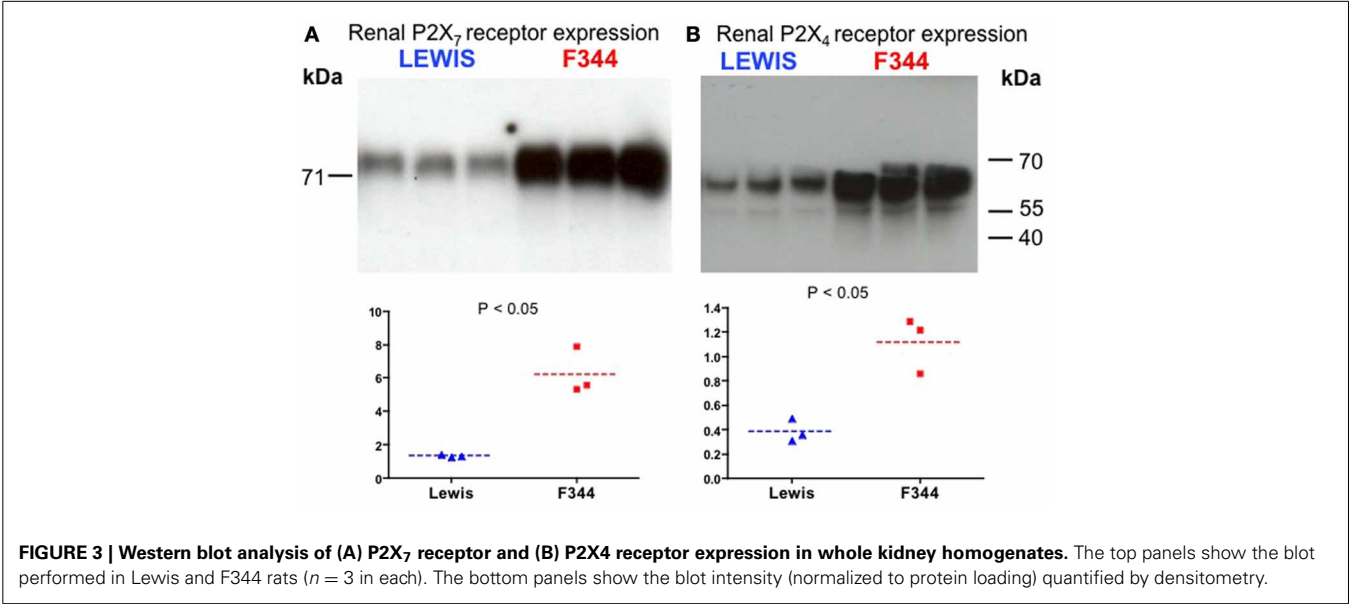 A Renal P2X7 receptor expression
LEWIS F344
kDa
71
B Renal P2X4 receptor expression
LEWIS F344
kDa
70
55
40
P < 0.05
10
8
6
4
2
0
Lewis F344
P < 0.05
1.4
1.2
1.0
0.8
0.6
0.4
0.2
0.0
Lewis F344
FIGURE 3 | Western blot analysis of (A) P2X7 receptor and (B) P2X4 receptor expression in whole kidney homogenates. The top panels show the blot
performed in Lewis and F344 rats (n = 3 in each). The bottom panels show the blot intensity (normalized to protein loading) quantified by densitometry.